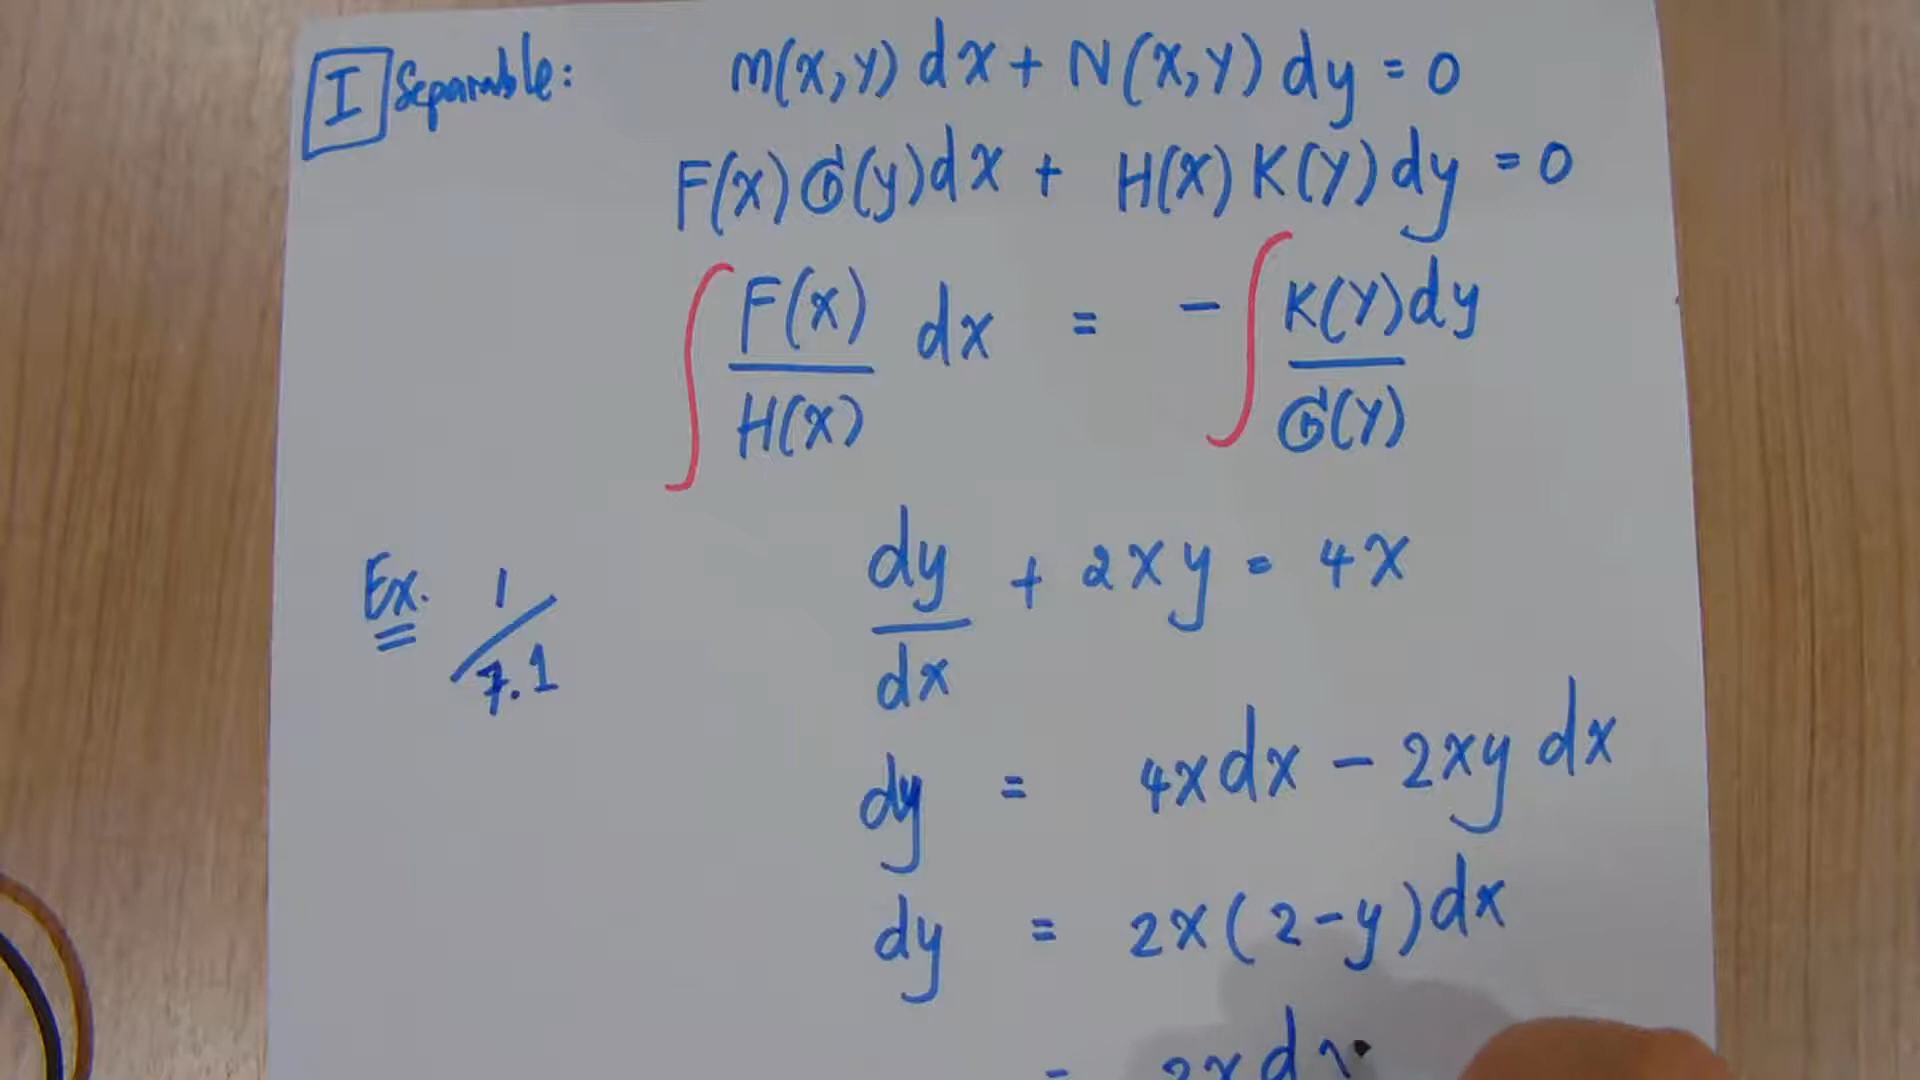 I Separable: M(x,y) dx + N(x,y) dy = 0
F(x) G(y) dx + H(x) K(y) dy = 0
∫ F(x)/H(x) dx = - ∫ K(y)dy/G(y)
Ex. 1/7.1 dy/dx + 2xy = 4x
dy = 4x dx - 2xy dx
dy = 2x(2-y)dx
= 2x d